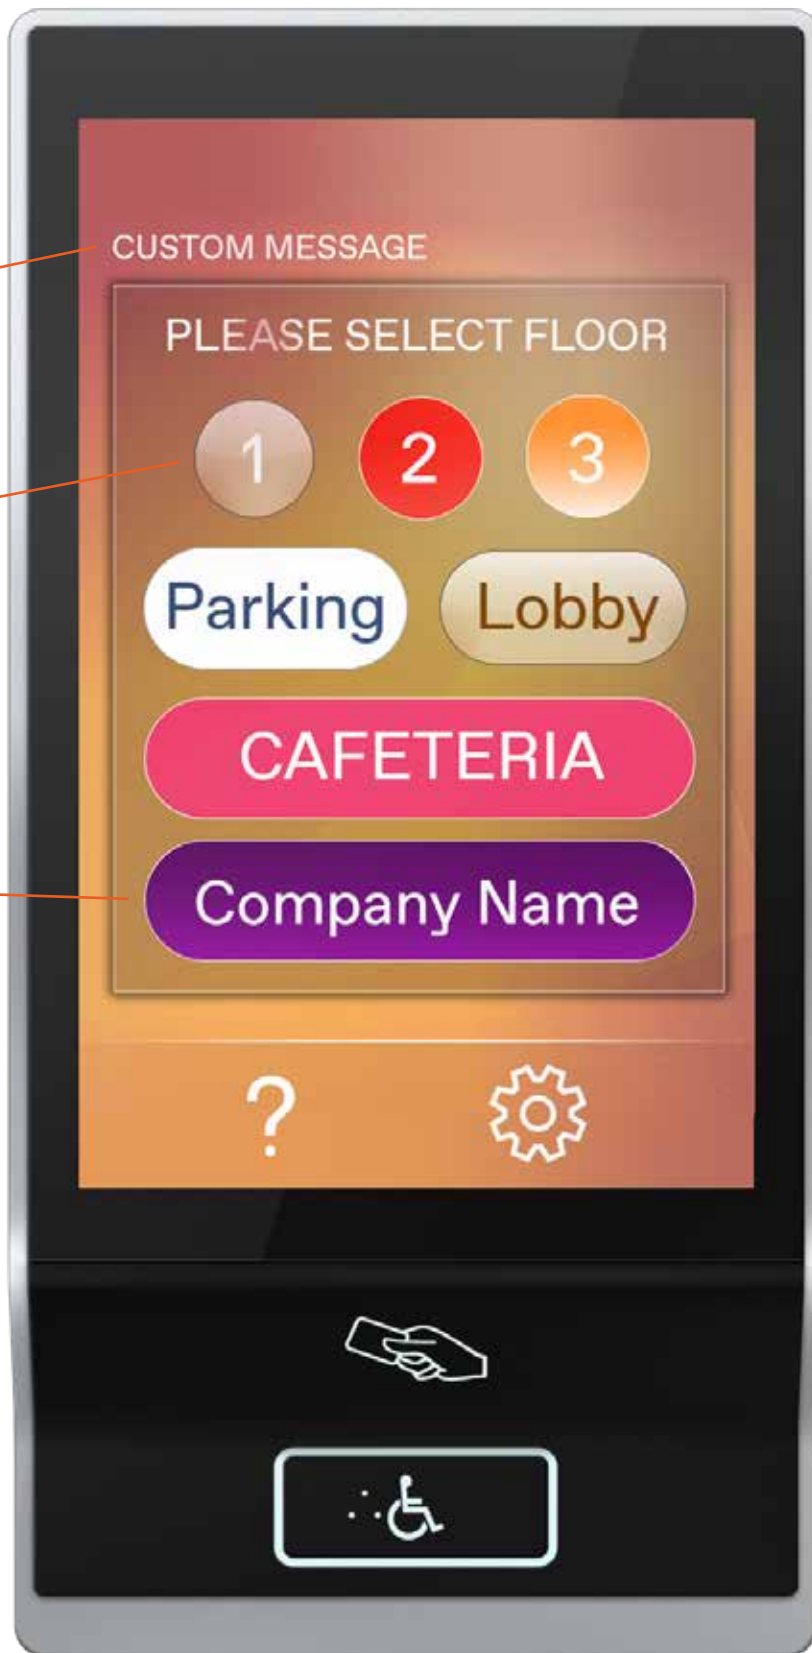 CUSTOM MESSAGE
PLEASE SELECT FLOOR
1 2 3
Parking Lobby
CAFETERIA
Company Name
?